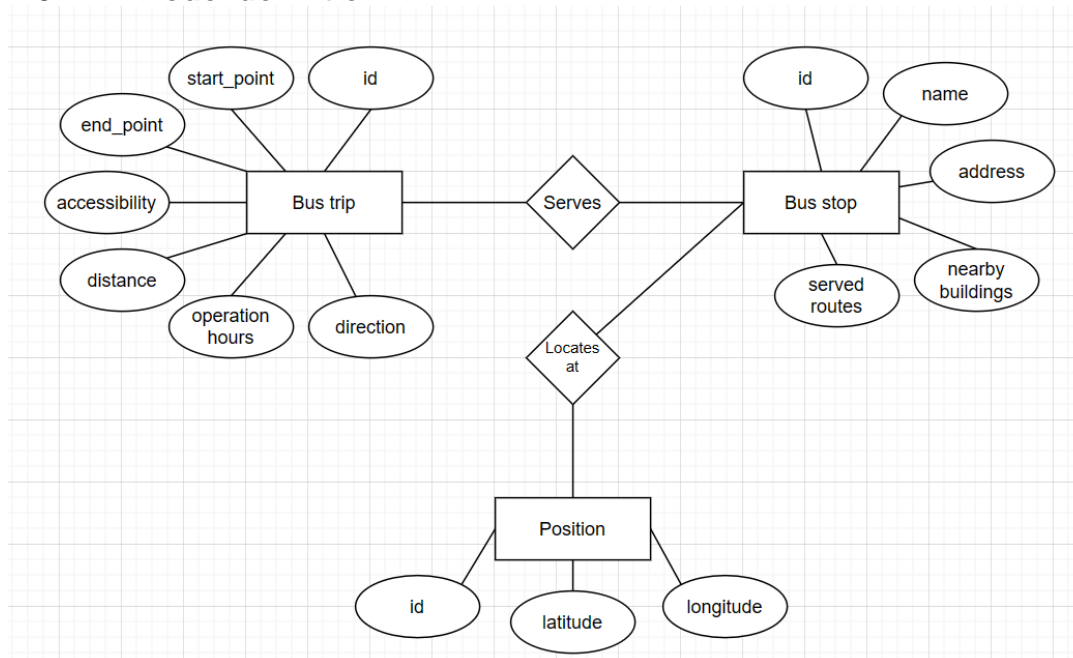 start_point
id
end_point
accessibility
Bus trip
distance
operation
hours
direction
Serves
id
name
address
Bus stop
nearby
buildings
served
routes
Locates
at
Position
id
latitude
longitude